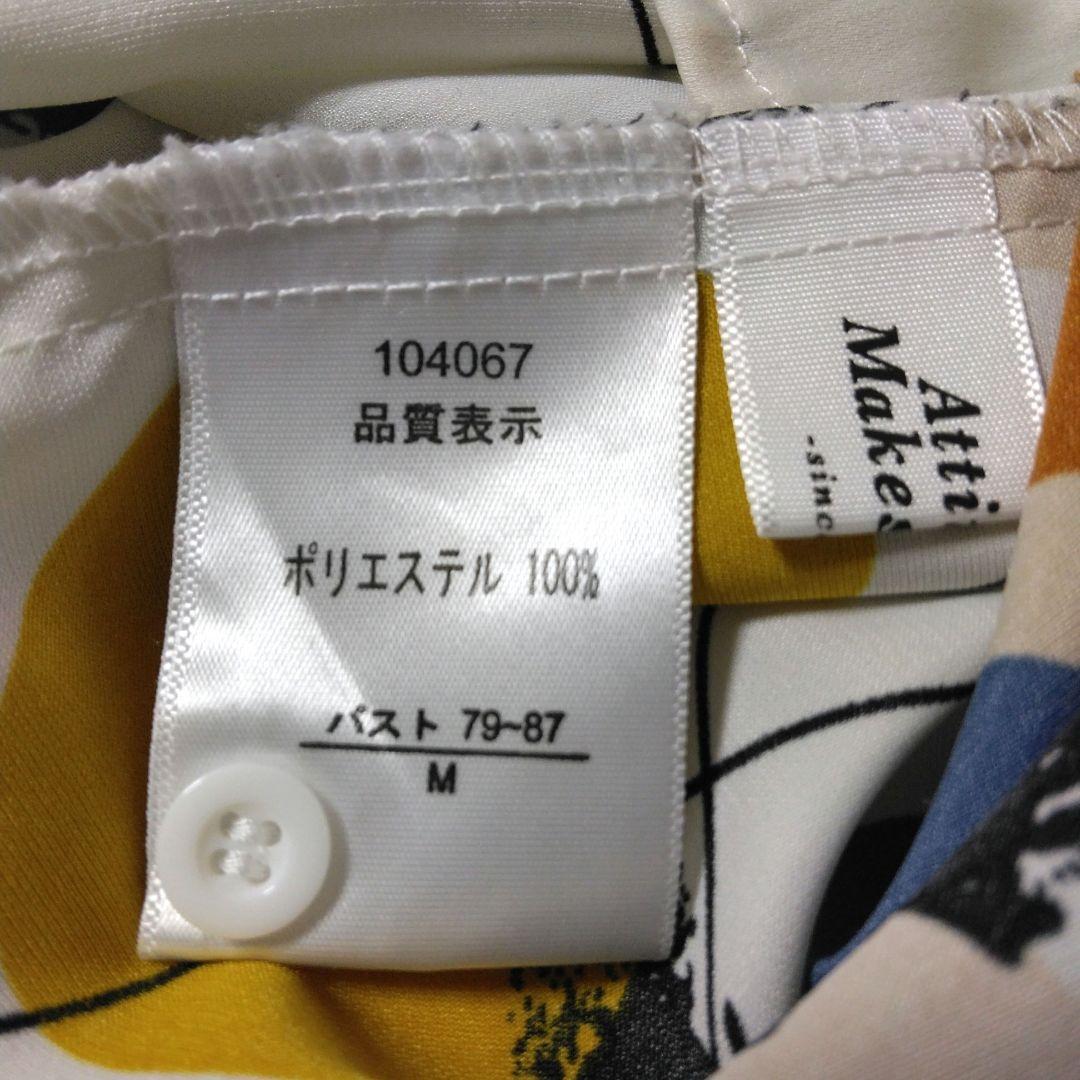 104067
品質表示
ポリエステル 100%
バスト 79~87
M
Atti
Makes
-sinc